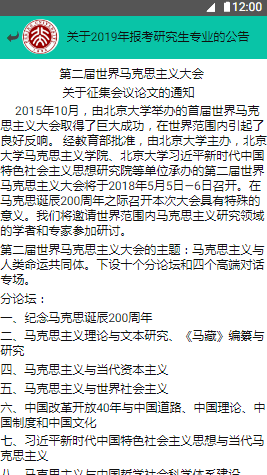 12:00
关于2019年报考研究生专业的公告
第二届世界马克思主义大会
关于征集会议论文的通知
2015年10月，由北京大学举办的首届世界马克
思主义大会取得了巨大成功，在世界范围内引起了
良好反响。 经教育部批准，由北京大学主办，北京
大学马克思主义学院、北京大学习近平新时代中国
特色社会主义思想研究院等单位承办的第二届世界
马克思主义大会将于2018年5月5日—6日召开。在
马克思诞辰200周年之际召开本次大会具有特殊的
意义。我们将邀请世界范围内马克思主义研究领域
的学者和专家参加研讨。
第二届世界马克思主义大会的主题：马克思主义与
人类命运共同体。下设十个分论坛和四个高端对话
专场。
分论坛：
一、纪念马克思诞辰200周年
二、马克思主义理论与文本研究、《马藏》编纂与
研究
四、马克思主义与当代资本主义
五、马克思主义与世界社会主义
六、中国改革开放40年与中国道路、中国理论、中
国制度和中国文化
七、习近平新时代中国特色社会主义思想与当代马
克思主义
八、马克思主义与中国哲学社会科学体系建设